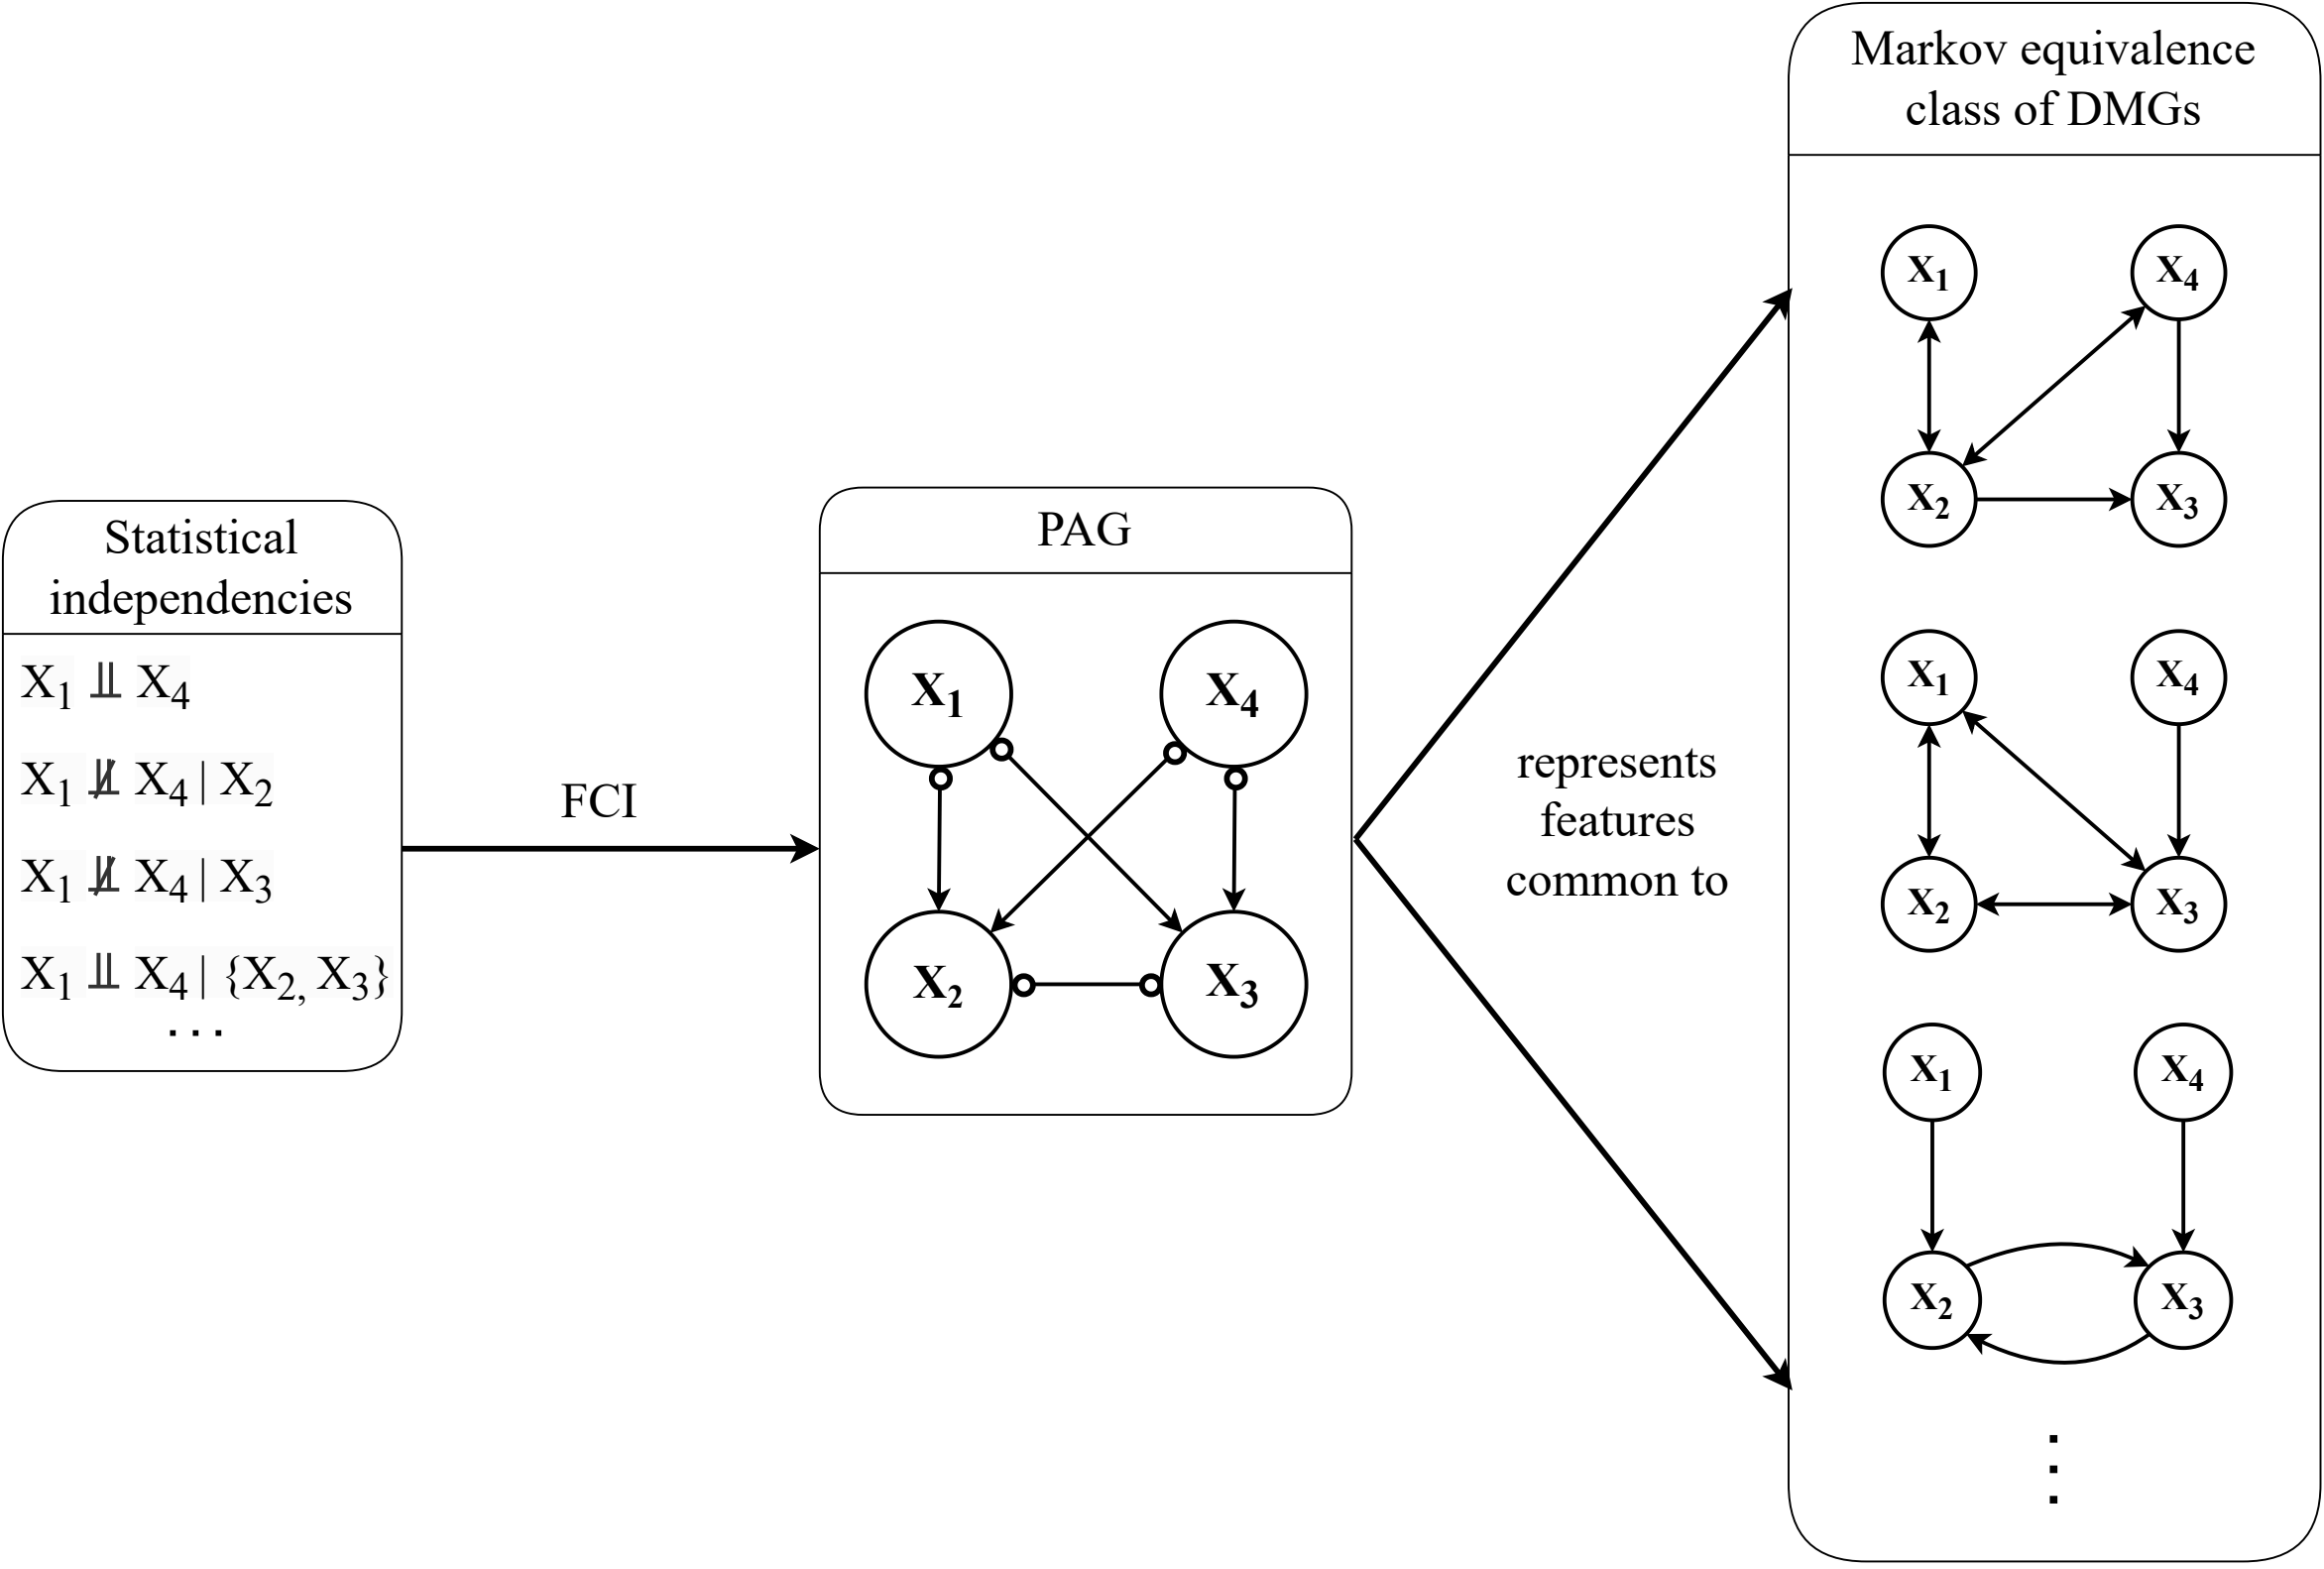 Statistical
independencies
X₁ ⫫ X₄
X₁ ⫫̸ X₄ | X₂
X₁ ⫫̸ X₄ | X₃
X₁ ⫫ X₄ | {X₂, X₃}
...
FCI
PAG
X₁ X₄
X₂ X₃
represents
features
common to
Markov equivalence
class of DMGs
X₁ X₄
X₂ X₃
X₁ X₄
X₂ X₃
X₁ X₄
X₂ X₃
⋮